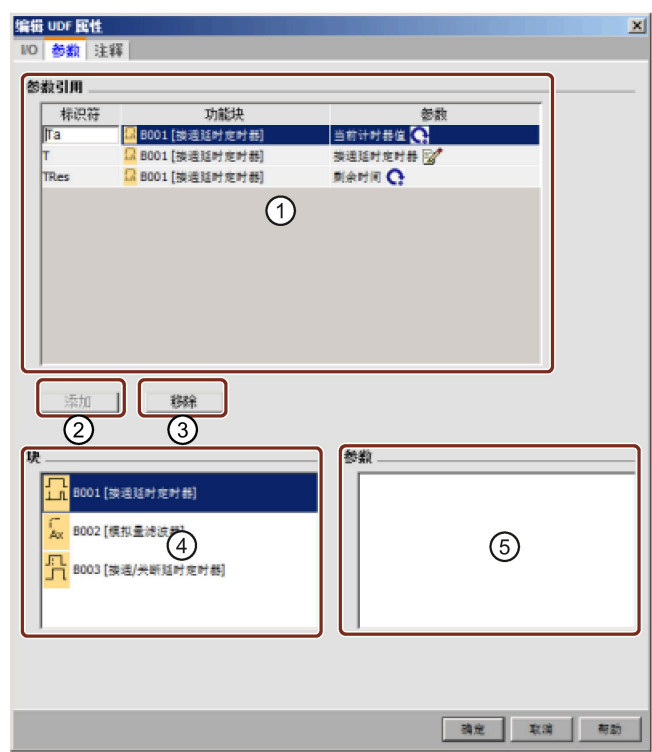 编辑 UDF 属性
I/O 参数 注释
参数引用
标识符 功能块 参数
Ta B001 [接通延时定时器] 当前计时器值
T B001 [接通延时定时器] 接通延时定时器
TRes B001 [接通延时定时器] 剩余时间
1
添加 移除
2 3
块 参数
B001 [接通延时定时器]
Ax B002 [模拟量滤波器]
4 5
B003 [接通/关断延时定时器]
确定 取消 帮助